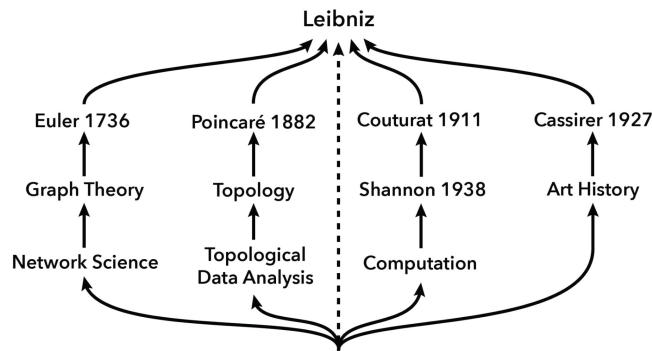 Leibniz
Euler 1736
Poincaré 1882
Couturat 1911
Cassirer 1927
Graph Theory
Topology
Shannon 1938
Art History
Network Science
Topological
Data Analysis
Computation